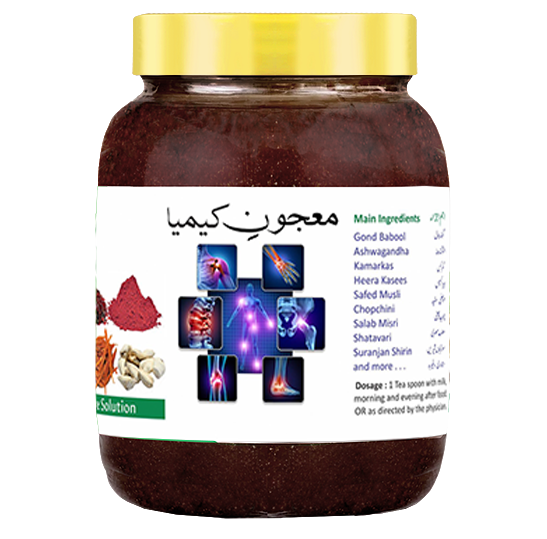 معجونِ کیمیا
Main Ingredients
Gond Babool
Ashwagandha
Kamarkas
Heera Kasees
Safed Musli
Chopchini
Salab Misri
Shatavari
Suranjan Shirin
and more . . .
Dosage : 1 Tea spoon with milk,
morning and evening after food
OR as directed by the physician.
Solution